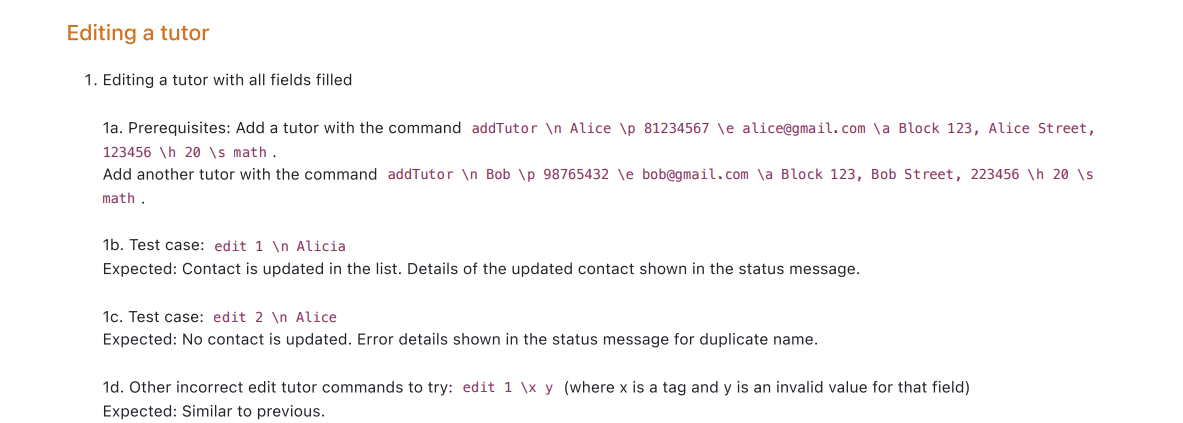 Editing a tutor
1. Editing a tutor with all fields filled
1a. Prerequisites: Add a tutor with the command addTutor \n Alice \p 81234567 \e alice@gmail.com \a Block 123, Alice Street,
123456 \h 20 \s math .
Add another tutor with the command addTutor \n Bob \p 98765432 \e bob@gmail.com \a Block 123, Bob Street, 223456 \h 20 \s
math .
1b. Test case: edit 1 \n Alicia
Expected: Contact is updated in the list. Details of the updated contact shown in the status message.
1c. Test case: edit 2 \n Alice
Expected: No contact is updated. Error details shown in the status message for duplicate name.
1d. Other incorrect edit tutor commands to try: edit 1 \x y (where x is a tag and y is an invalid value for that field)
Expected: Similar to previous.